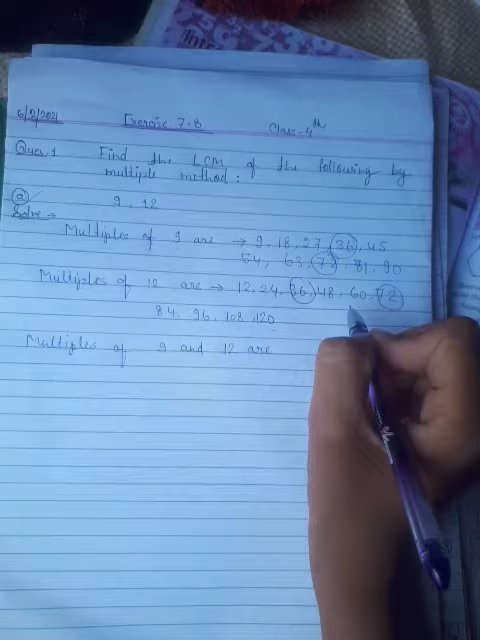 Intr
6/9/2021 Exercise 7.8 Class-4th
Ques 1 Find the LCM of the following by
multiple method:
(a) 9, 12
Solve →
Multiples of 9 are → 9, 18, 27, 36, 45
54, 63, 72, 81, 90
Multiples of 12 are → 12, 24, 36, 48, 60, 72
84, 96, 108, 120
Multiples of 9 and 12 are